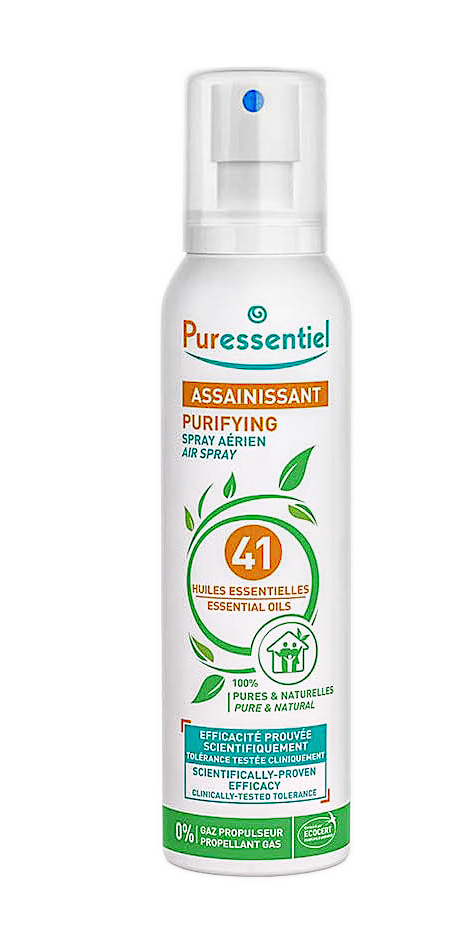 Puressentiel
ASSAINISSANT
PURIFYING
SPRAY AÉRIEN
AIR SPRAY
41
HUILES ESSENTIELLES
ESSENTIAL OILS
100%
PURES & NATURELLES
PURE & NATURAL
EFFICACITÉ PROUVÉE
SCIENTIFIQUEMENT
TOLÉRANCE TESTÉE CLINIQUEMENT
SCIENTIFICALLY-PROVEN
EFFICACY
CLINICALLY-TESTED TOLERANCE
0% GAZ PROPULSEUR
PROPELLANT GAS
ECOCERT